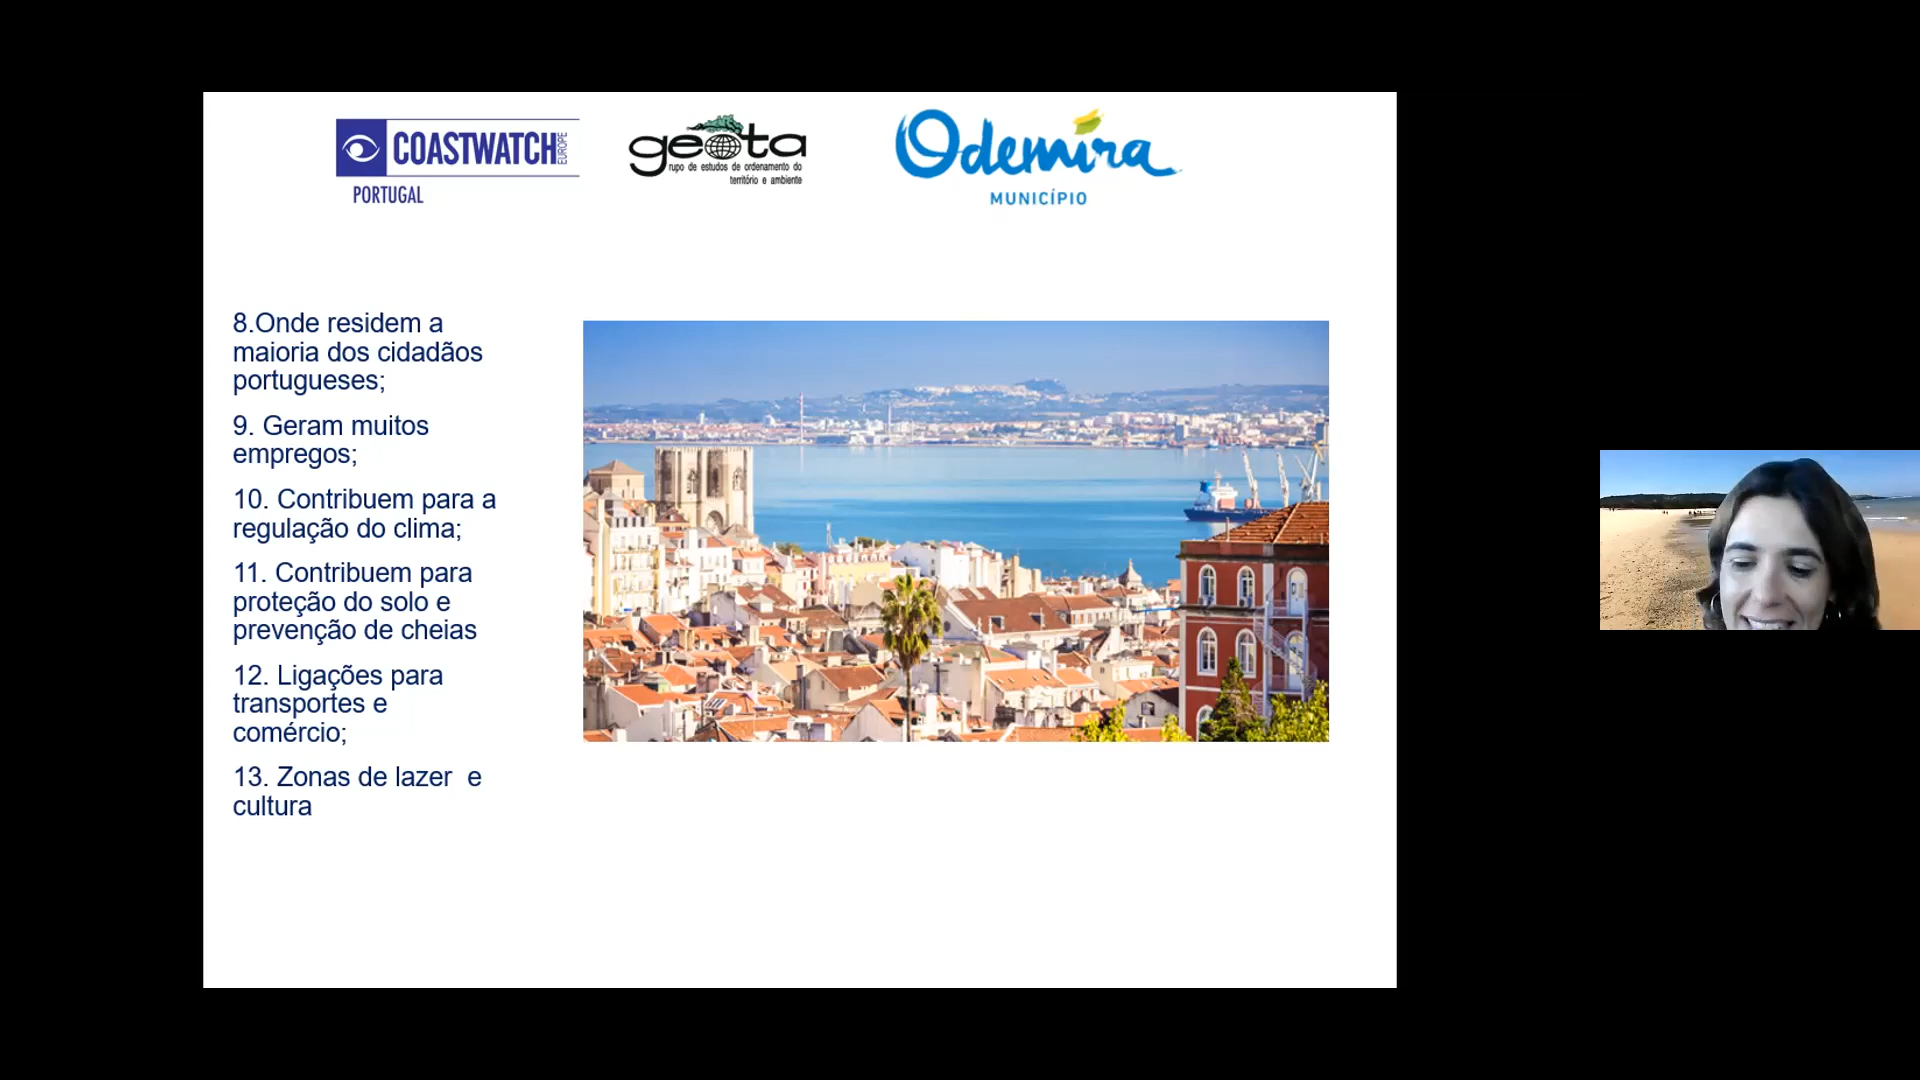 COASTWATCH EUROPE
PORTUGAL
geota
rupo de estudos de ordenamento do
território e ambiente
Odemira
MUNICÍPIO
8.Onde residem a
maioria dos cidadãos
portugueses;
9. Geram muitos
empregos;
10. Contribuem para a
regulação do clima;
11. Contribuem para
proteção do solo e
prevenção de cheias
12. Ligações para
transportes e
comércio;
13. Zonas de lazer  e
cultura